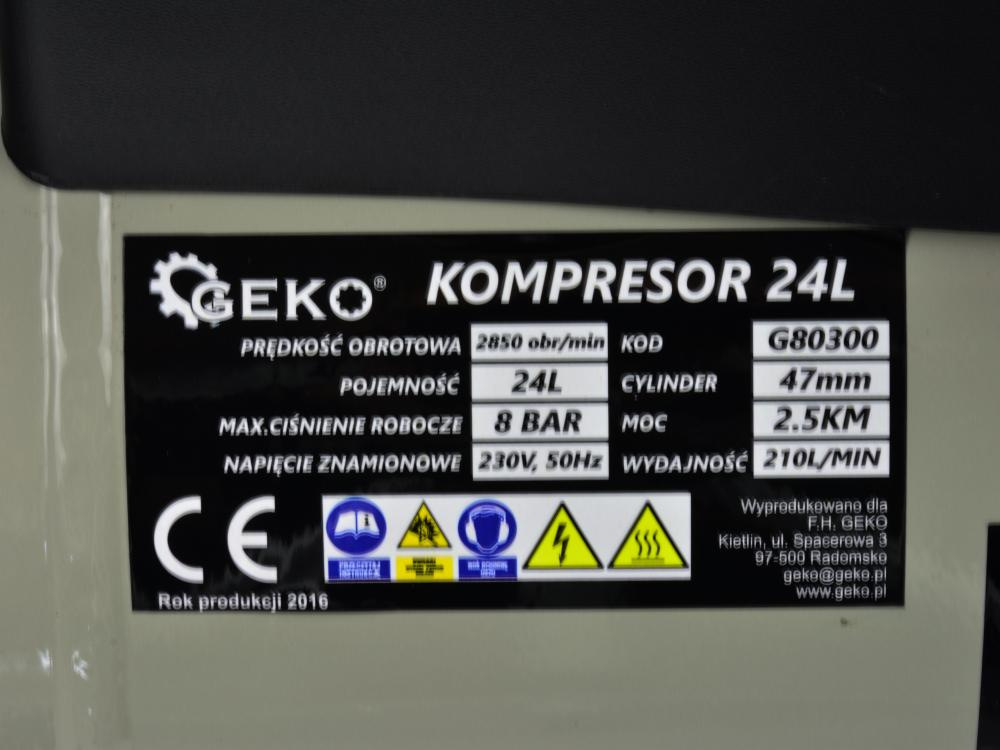 GEKO®
KOMPRESOR 24L
PRĘDKOŚĆ OBROTOWA 2850 obr/min KOD G80300
POJEMNOŚĆ 24L CYLINDER 47mm
MAX.CIŚNIENIE ROBOCZE 8 BAR MOC 2.5KM
NAPIĘCIE ZNAMIONOWE 230V, 50Hz WYDAJNOŚĆ 210L/MIN
CE
PRZECZYTAJ
INSTRUKCJĘ
Rok produkcji 2016
Wyprodukowano dla
F.H. GEKO
Kietlin, ul. Spacerowa 3
97-500 Radomsko
geko@geko.pl
www.geko.pl